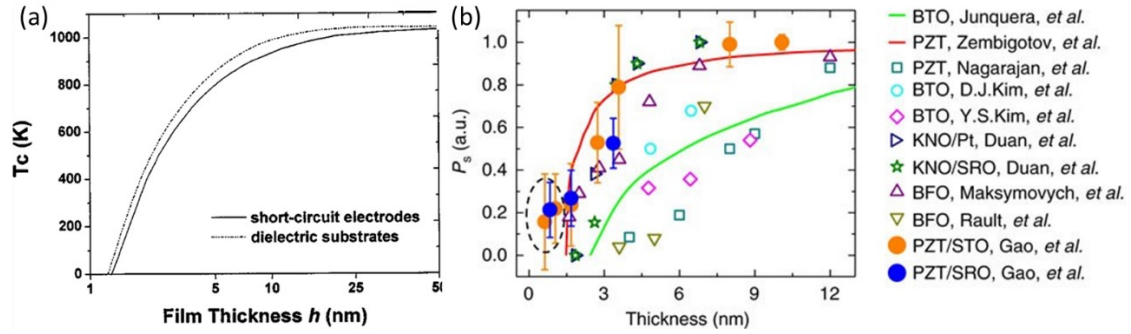 (a)
1000
800
600
400
200
0
Tc (K)
short-circuit electrodes
dielectric substrates
1
5
10
25
50
Film Thickness h (nm)
(b)
1.0
0.8
0.6
0.4
0.2
0.0
Ps (a.u.)
0
3
6
9
12
Thickness (nm)
BTO, Junquera, et al.
PZT, Zembigotov, et al.
PZT, Nagarajan, et al.
BTO, D.J.Kim, et al.
BTO, Y.S.Kim, et al.
KNO/Pt, Duan, et al.
KNO/SRO, Duan, et al.
BFO, Maksymovych, et al.
BFO, Rault, et al.
PZT/STO, Gao, et al.
PZT/SRO, Gao, et al.